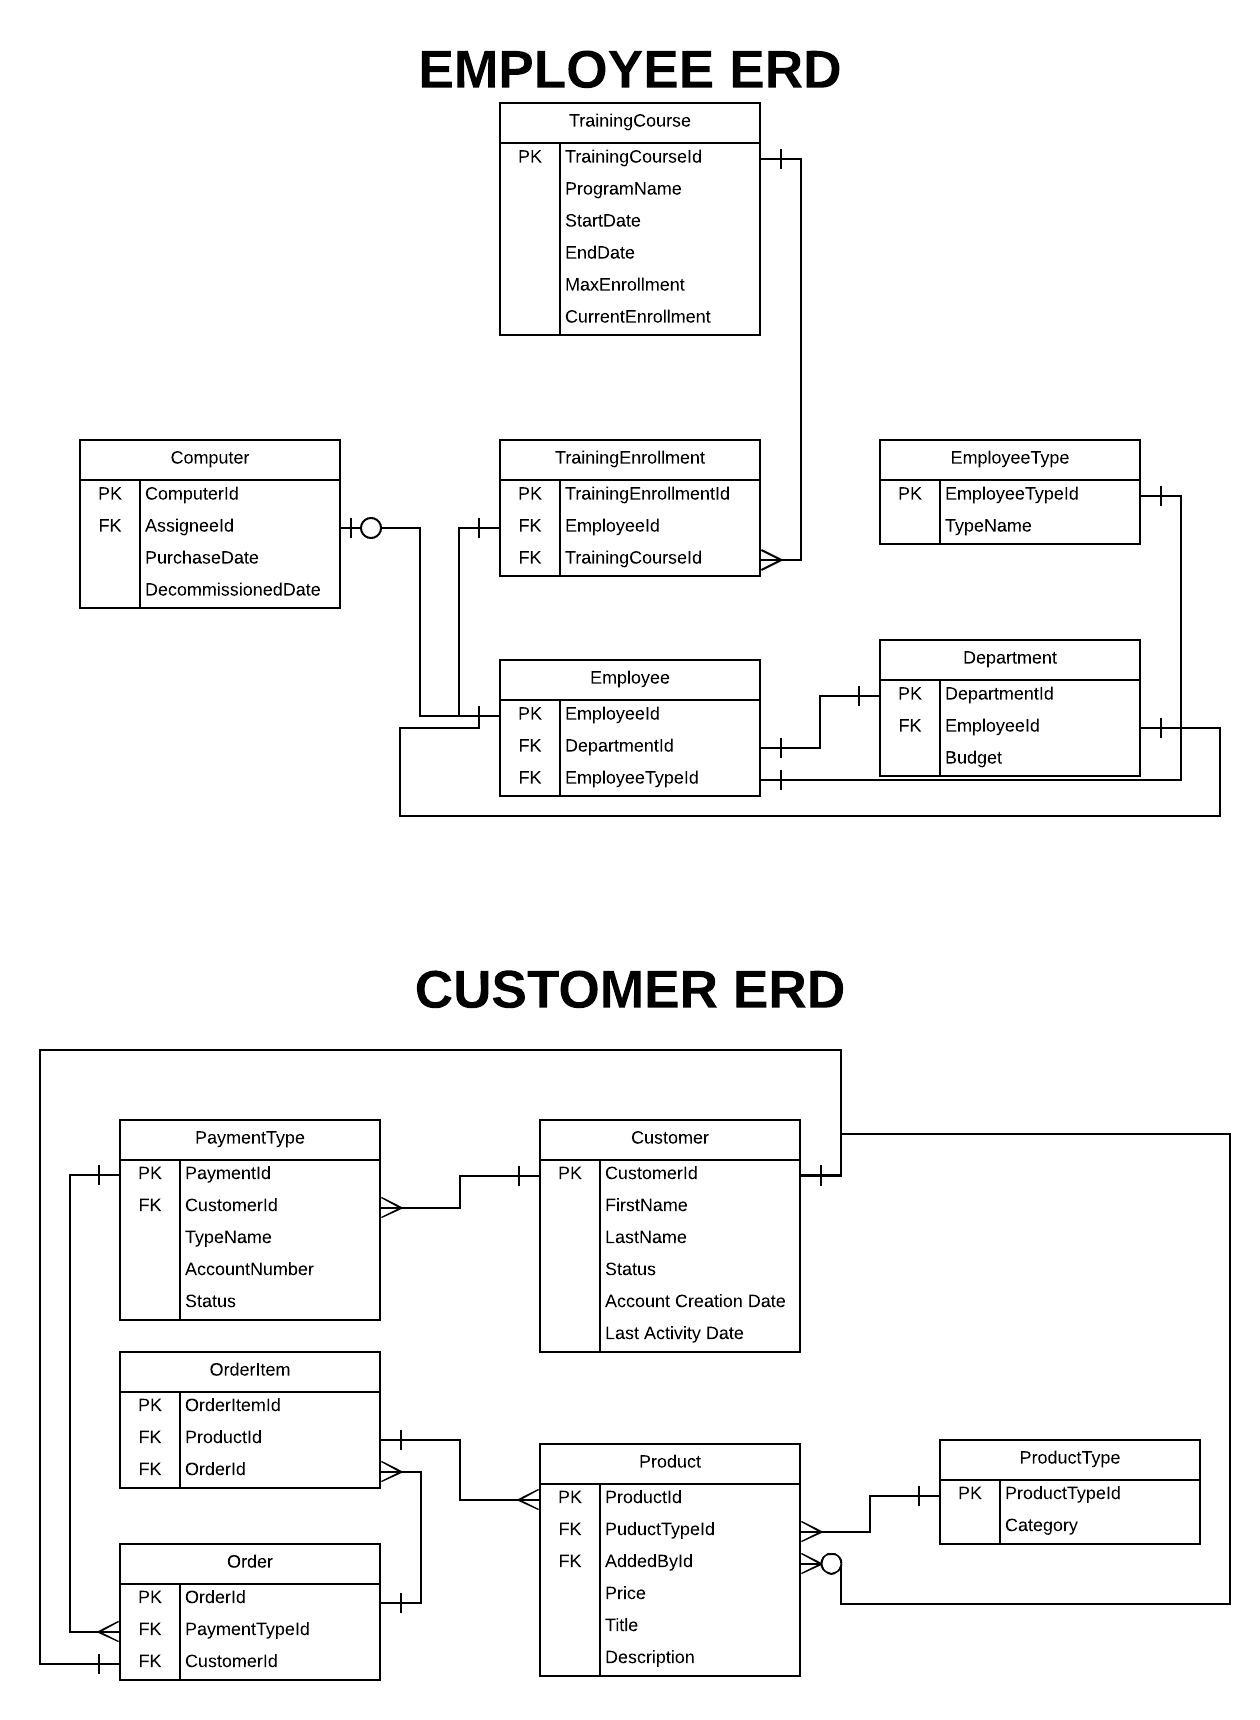 EMPLOYEE ERD
TrainingCourse
PK TrainingCourseId
ProgramName
StartDate
EndDate
MaxEnrollment
CurrentEnrollment
Computer
PK ComputerId
FK AssigneeId
PurchaseDate
DecommissionedDate
TrainingEnrollment
PK TrainingEnrollmentId
FK EmployeeId
FK TrainingCourseId
EmployeeType
PK EmployeeTypeId
TypeName
Employee
PK EmployeeId
FK DepartmentId
FK EmployeeTypeId
Department
PK DepartmentId
FK EmployeeId
Budget
CUSTOMER ERD
PaymentType
PK PaymentId
FK CustomerId
TypeName
AccountNumber
Status
Customer
PK CustomerId
FirstName
LastName
Status
Account Creation Date
Last Activity Date
OrderItem
PK OrderItemId
FK ProductId
FK OrderId
Product
PK ProductId
FK PuductTypeId
FK AddedById
Price
Title
Description
ProductType
PK ProductTypeId
Category
Order
PK OrderId
FK PaymentTypeId
FK CustomerId